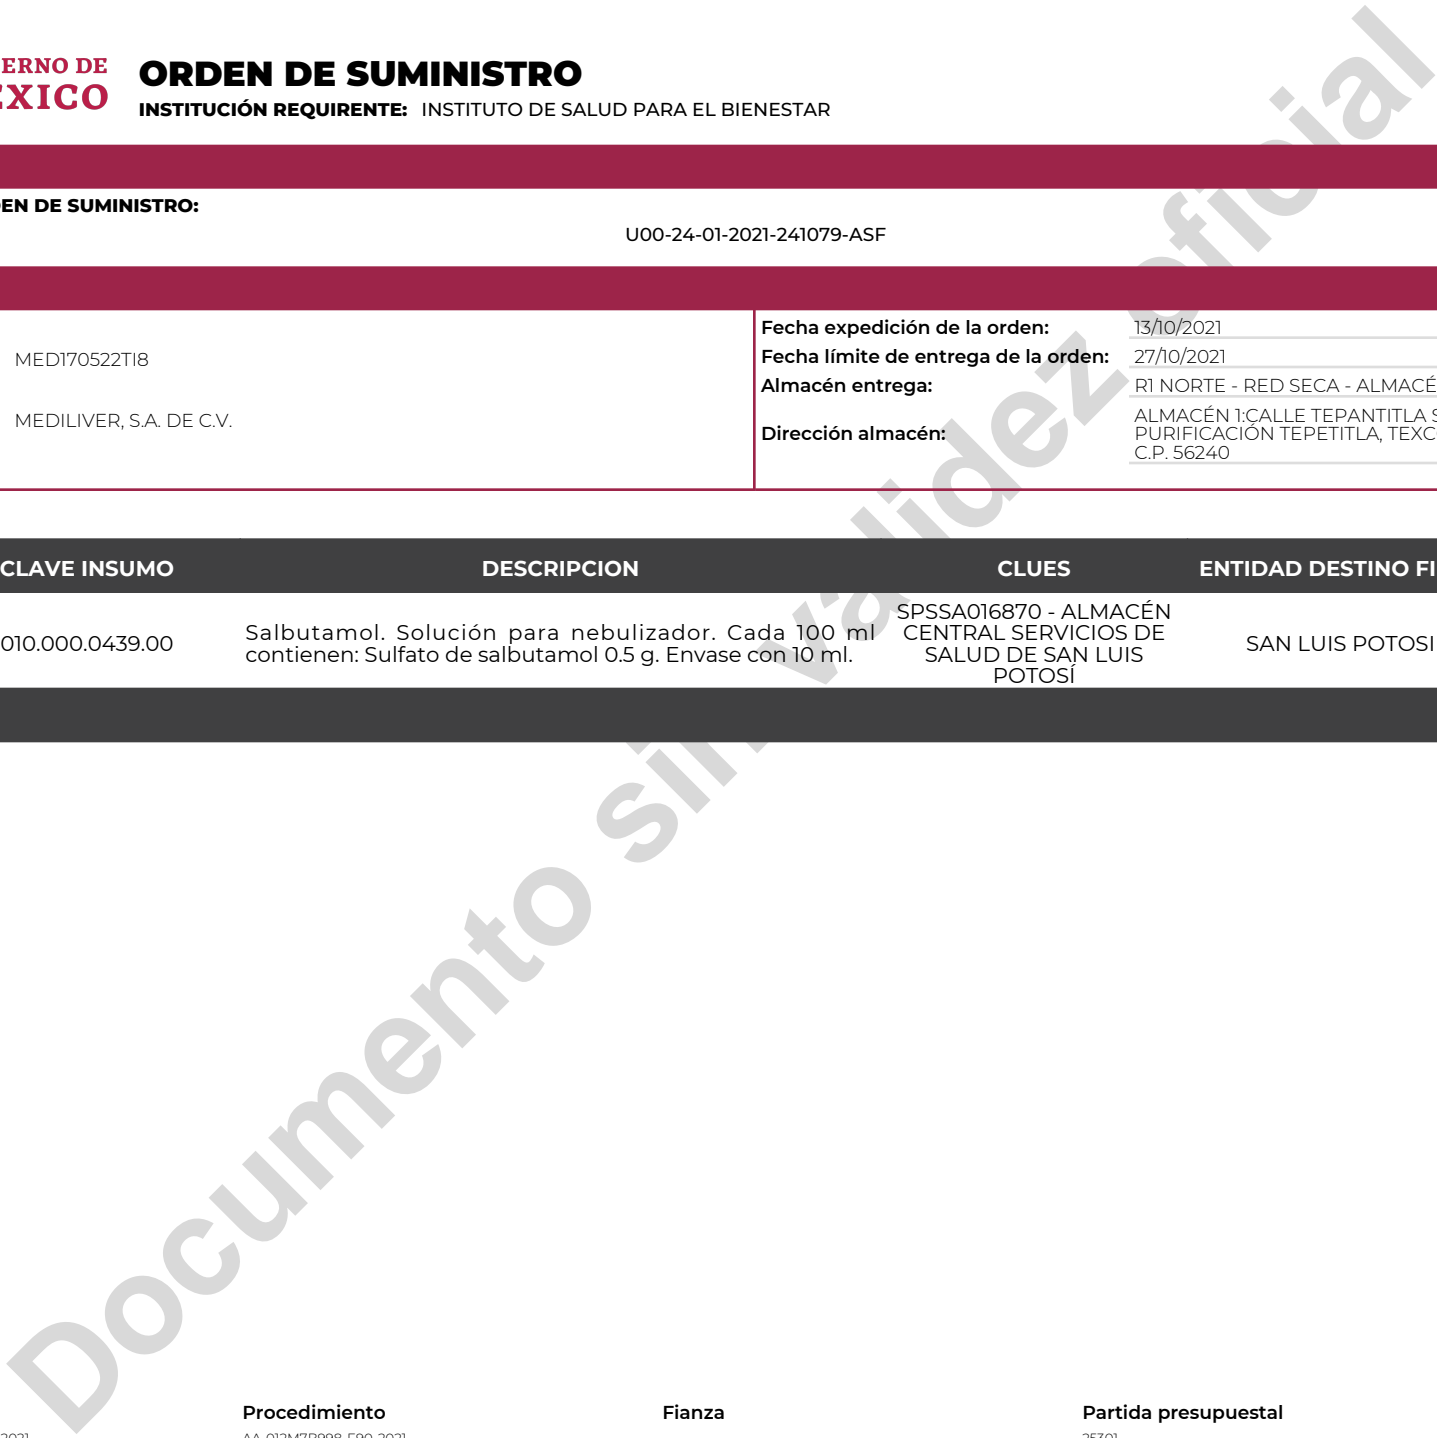 ERNO DE
EXICO
ORDEN DE SUMINISTRO
INSTITUCIÓN REQUIRENTE: INSTITUTO DE SALUD PARA EL BIENESTAR
EN DE SUMINISTRO:
U00-24-01-2021-241079-ASF
MED170522TI8
MEDILIVER, S.A. DE C.V.
Fecha expedición de la orden: 13/10/2021
Fecha límite de entrega de la orden: 27/10/2021
Almacén entrega: R1 NORTE - RED SECA - ALMACÉ
Dirección almacén:
ALMACÉN 1:CALLE TEPANTITLA S
PURIFICACIÓN TEPETITLA, TEXC
C.P. 56240
CLAVE INSUMO DESCRIPCION CLUES ENTIDAD DESTINO FI
010.000.0439.00
Salbutamol. Solución para nebulizador. Cada 100 ml
contienen: Sulfato de salbutamol 0.5 g. Envase con 10 ml.
SPSSA016870 - ALMACÉN
CENTRAL SERVICIOS DE
SALUD DE SAN LUIS
POTOSÍ
SAN LUIS POTOSI
Documento sin validez oficial
Procedimiento Fianza Partida presupuestal